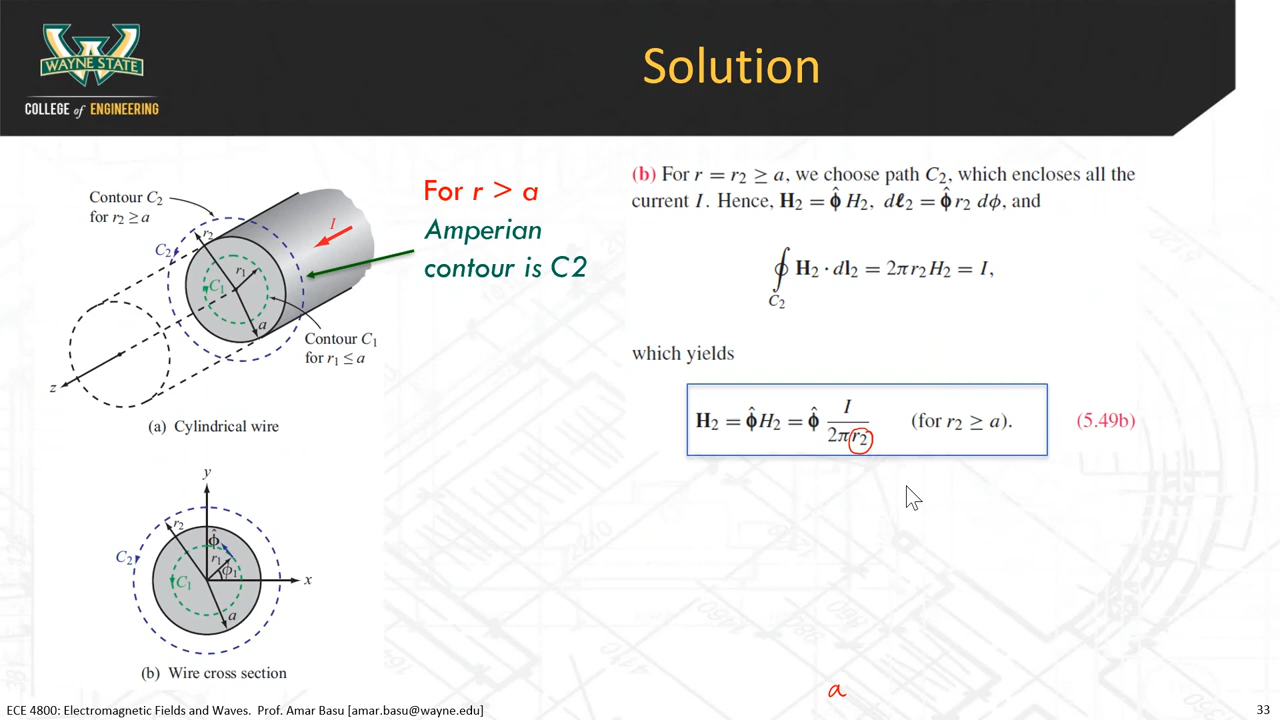 WAYNE STATE
COLLEGE of ENGINEERING
Solution
Contour C₂
for r₂ ≥ a
C₂
r₂
I
r₁
C₁
a
Contour C₁
for r₁ ≤ a
z
(a) Cylindrical wire
y
r₂
ϕ̂
C₂
r₁
ϕ₁
C₁
x
a
(b) Wire cross section
For r > a
Amperian
contour is C2
(b) For r = r₂ ≥ a, we choose path C₂, which encloses all the
current I. Hence, H₂ = ϕ̂ H₂, dℓ₂ = ϕ̂ r₂ dϕ, and
∮ H₂ · dl₂ = 2πr₂H₂ = I,
C₂
which yields
H₂ = ϕ̂H₂ = ϕ̂ I / 2πr₂ (for r₂ ≥ a). (5.49b)
a
ECE 4800: Electromagnetic Fields and Waves. Prof. Amar Basu [amar.basu@wayne.edu]
33